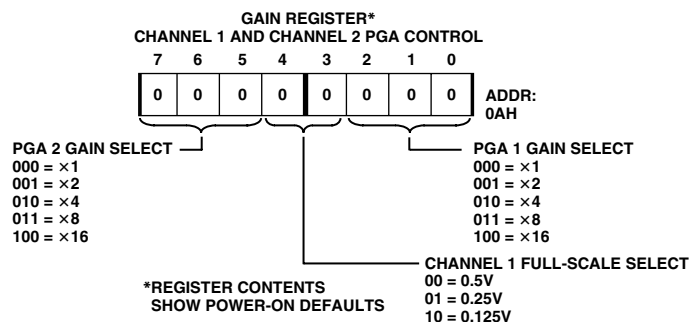 GAIN REGISTER*
CHANNEL 1 AND CHANNEL 2 PGA CONTROL
7 6 5 4 3 2 1 0
0 0 0 0 0 0 0 0
ADDR:
0AH
PGA 2 GAIN SELECT
000 = ×1
001 = ×2
010 = ×4
011 = ×8
100 = ×16
PGA 1 GAIN SELECT
000 = ×1
001 = ×2
010 = ×4
011 = ×8
100 = ×16
*REGISTER CONTENTS
SHOW POWER-ON DEFAULTS
CHANNEL 1 FULL-SCALE SELECT
00 = 0.5V
01 = 0.25V
10 = 0.125V